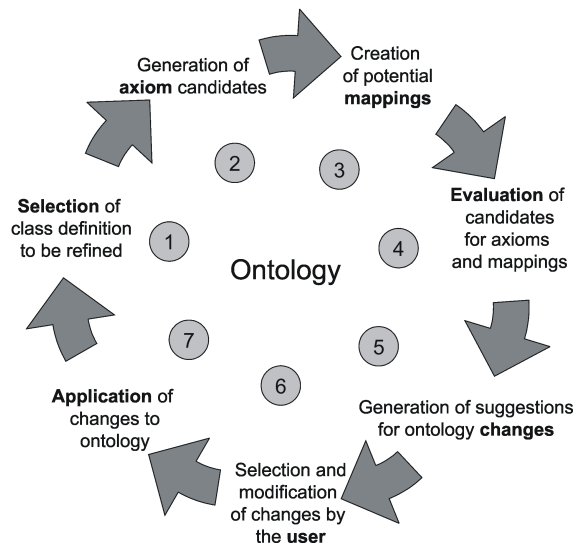 Generation of
axiom candidates
Creation
of potential
mappings
2
3
Selection of
class definition
to be refined
1
Evaluation of
candidates
for axioms
and mappings
4
Ontology
7
5
6
Application of
changes to
ontology
Generation of suggestions
for ontology changes
Selection and
modification
of changes by
the user